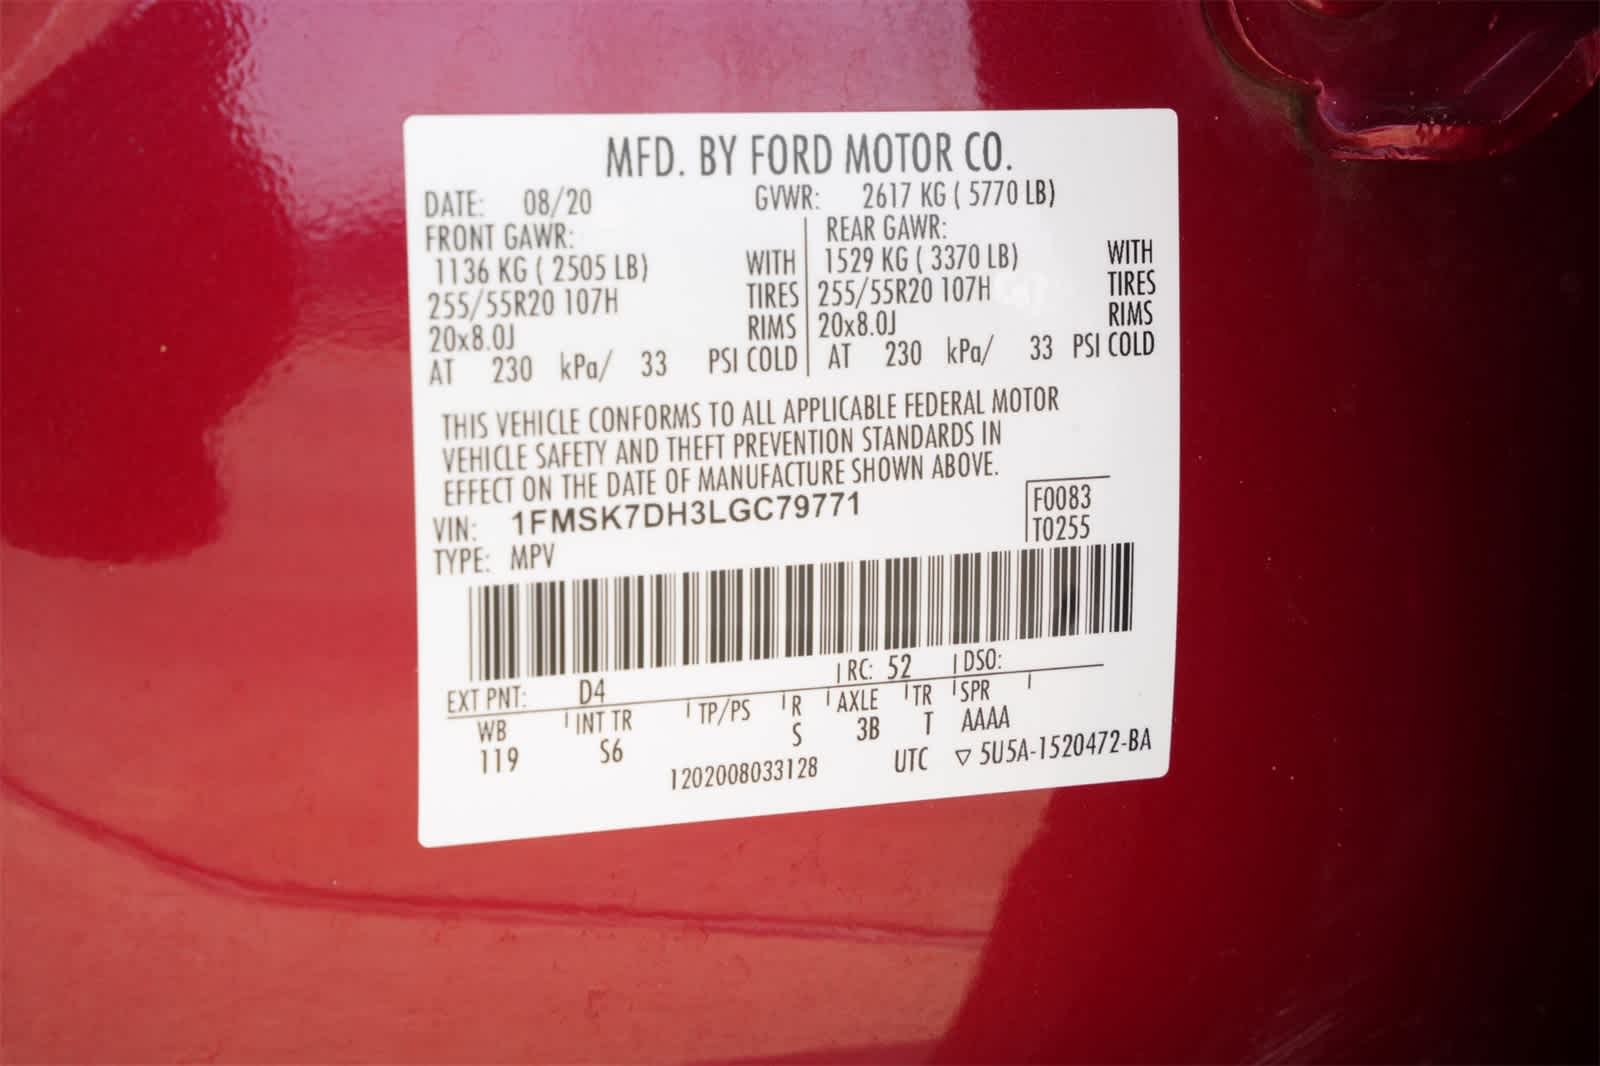 MFD. BY FORD MOTOR CO.
DATE: 08/20 GVWR: 2617 KG ( 5770 LB)
FRONT GAWR: REAR GAWR:
1136 KG ( 2505 LB) WITH 1529 KG ( 3370 LB) WITH
255/55R20 107H TIRES 255/55R20 107H TIRES
20x8.0J RIMS 20x8.0J RIMS
AT 230 kPa/ 33 PSI COLD AT 230 kPa/ 33 PSI COLD
THIS VEHICLE CONFORMS TO ALL APPLICABLE FEDERAL MOTOR
VEHICLE SAFETY AND THEFT PREVENTION STANDARDS IN
EFFECT ON THE DATE OF MANUFACTURE SHOWN ABOVE.
VIN: 1FMSK7DH3LGC79771 F0083
TYPE: MPV T0255
EXT PNT: D4 RC: 52 DSO:
WB INT TR TP/PS R AXLE TR SPR
119 S6 S 3B T AAAA
1202008033128 UTC ▽ 5U5A-1520472-BA